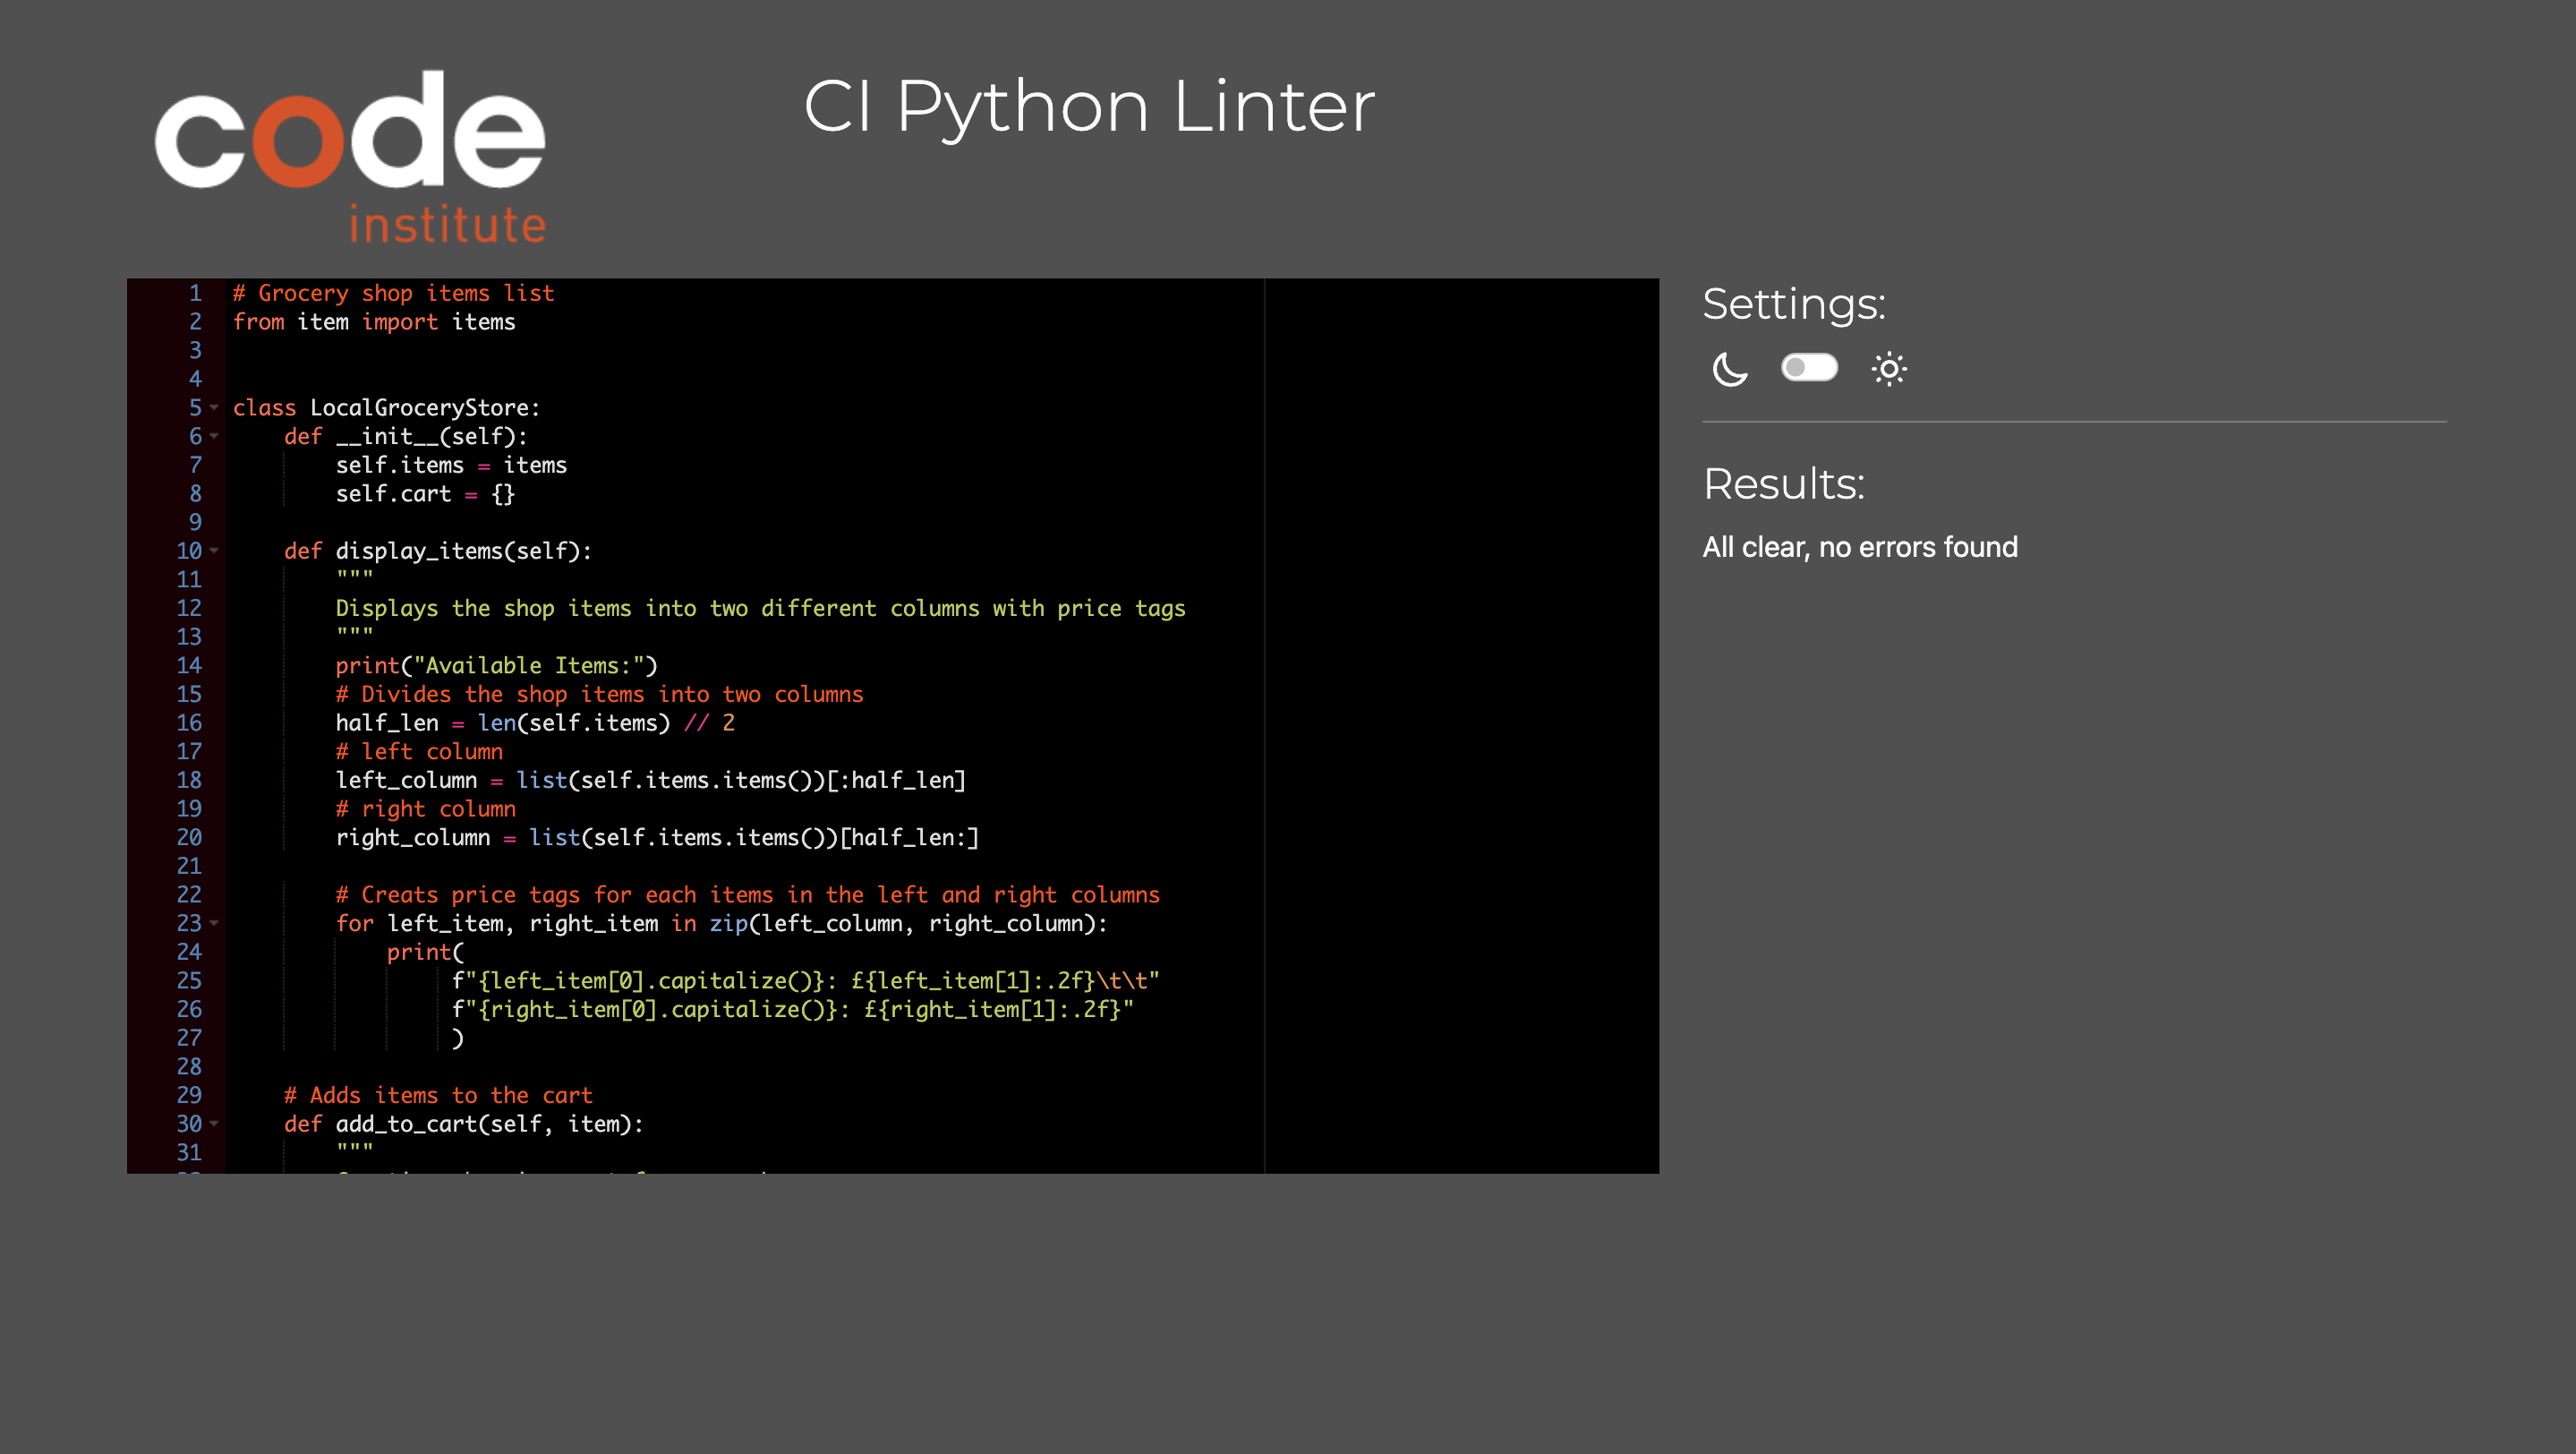 code
institute
CI Python Linter
1 # Grocery shop items list
2 from item import items
3
4
5 class LocalGroceryStore:
6     def __init__(self):
7         self.items = items
8         self.cart = {}
9
10     def display_items(self):
11         """
12         Displays the shop items into two different columns with price tags
13         """
14         print("Available Items:")
15         # Divides the shop items into two columns
16         half_len = len(self.items) // 2
17         # left column
18         left_column = list(self.items.items())[:half_len]
19         # right column
20         right_column = list(self.items.items())[half_len:]
21
22         # Creats price tags for each items in the left and right columns
23         for left_item, right_item in zip(left_column, right_column):
24             print(
25                  f"{left_item[0].capitalize()}: £{left_item[1]:.2f}\t\t"
26                  f"{right_item[0].capitalize()}: £{right_item[1]:.2f}"
27                  )
28
29     # Adds items to the cart
30     def add_to_cart(self, item):
31         """
Settings:
Results:
All clear, no errors found